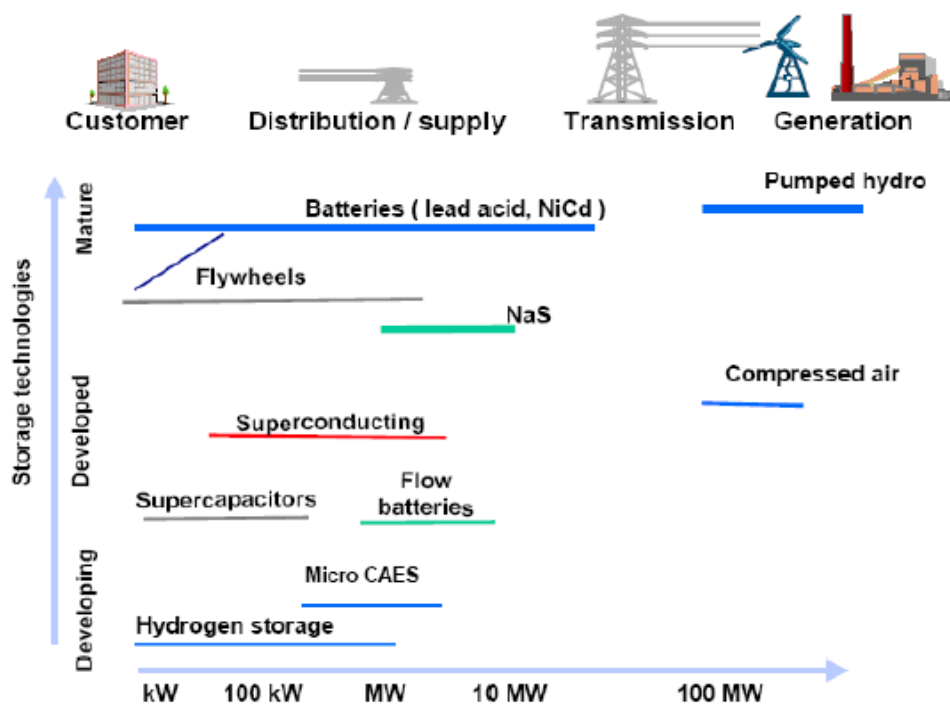 Customer
Distribution / supply
Transmission
Generation
Storage technologies
Mature
Developed
Developing
Pumped hydro
Batteries ( lead acid, NiCd )
Flywheels
NaS
Compressed air
Superconducting
Supercapacitors
Flow
batteries
Micro CAES
Hydrogen storage
kW
100 kW
MW
10 MW
100 MW